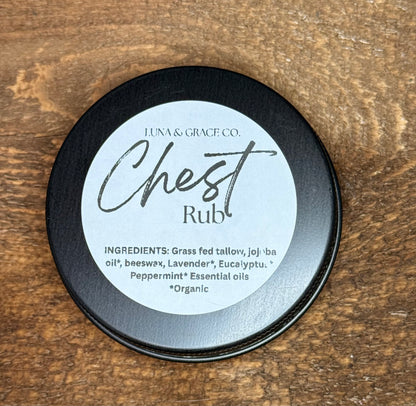 LUNA & GRACE CO.
Chest
Rub
INGREDIENTS: Grass fed tallow, jojoba
oil*, beeswax, Lavender*, Eucalyptus*
Peppermint* Essential oils
*Organic